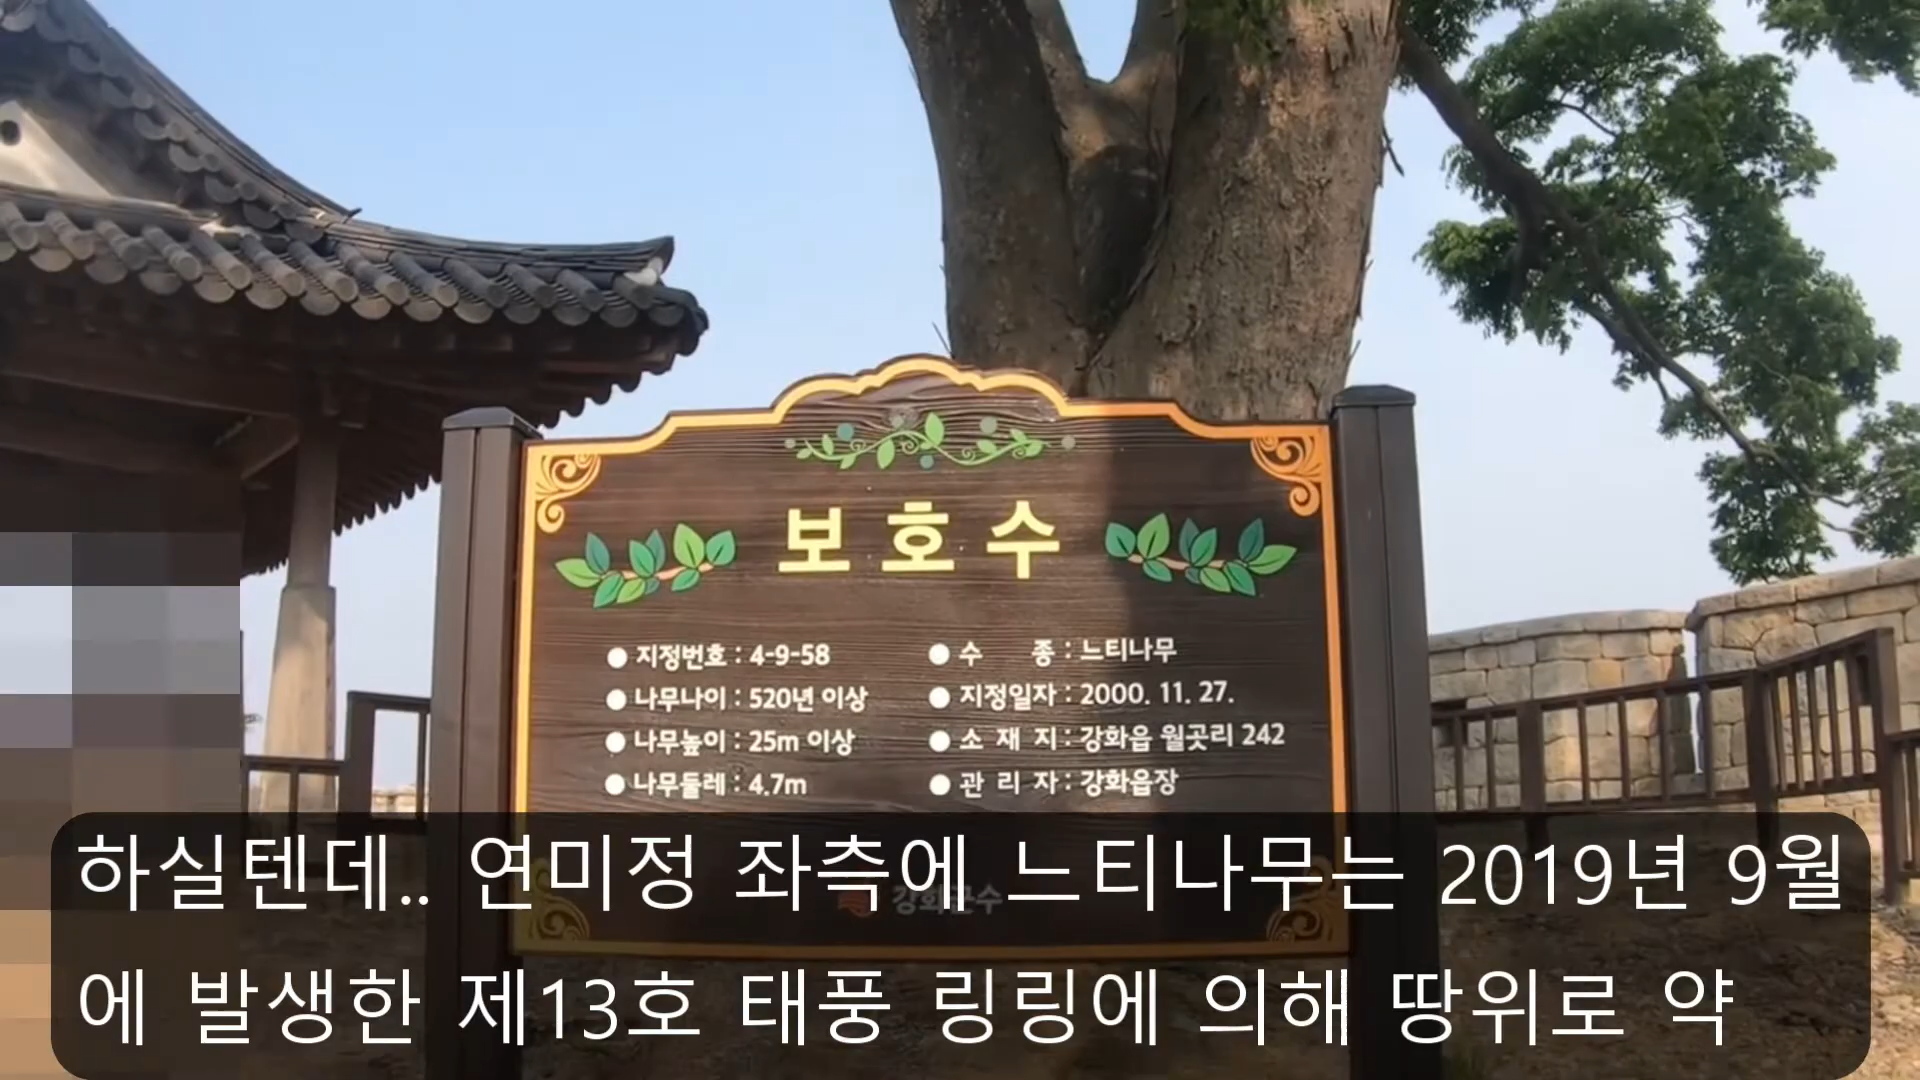 보호수
● 지정번호 : 4-9-58
● 나무나이 : 520년 이상
● 나무높이 : 25m 이상
● 나무둘레 : 4.7m
● 수 종 : 느티나무
● 지정일자 : 2000. 11. 27.
● 소 재 지 : 강화읍 월곳리 242
● 관 리 자 : 강화읍장
강화군수
하실텐데.. 연미정 좌측에 느티나무는 2019년 9월
에 발생한 제13호 태풍 링링에 의해 땅위로 약